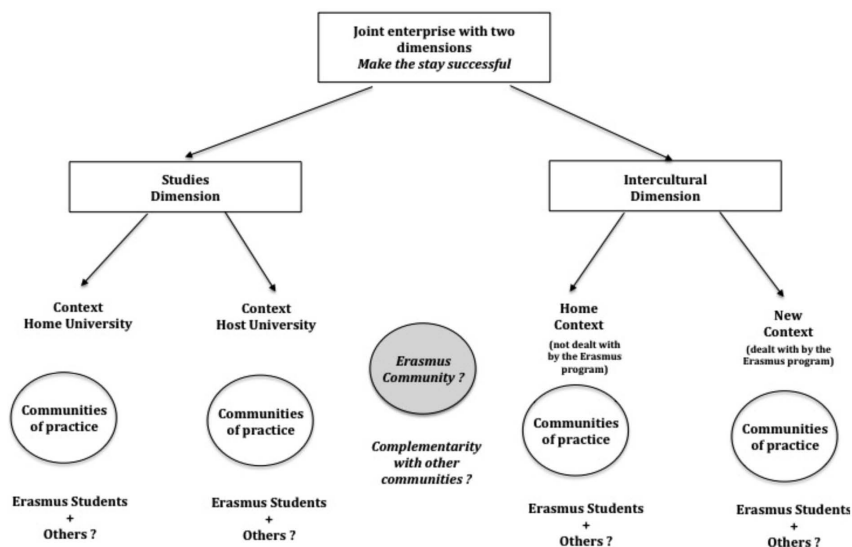 Joint enterprise with two
dimensions
Make the stay successful
Studies
Dimension
Intercultural
Dimension
Context
Home University
Context
Host University
Home
Context
(not dealt with
by the Erasmus
program)
New
Context
(dealt with by the
Erasmus program)
Erasmus
Community ?
Communities
of practice
Communities
of practice
Communities
of practice
Communities
of practice
Complementarity
with other
communities ?
Erasmus Students
+
Others ?
Erasmus Students
+
Others ?
Erasmus Students
+
Others ?
Erasmus Students
+
Others ?